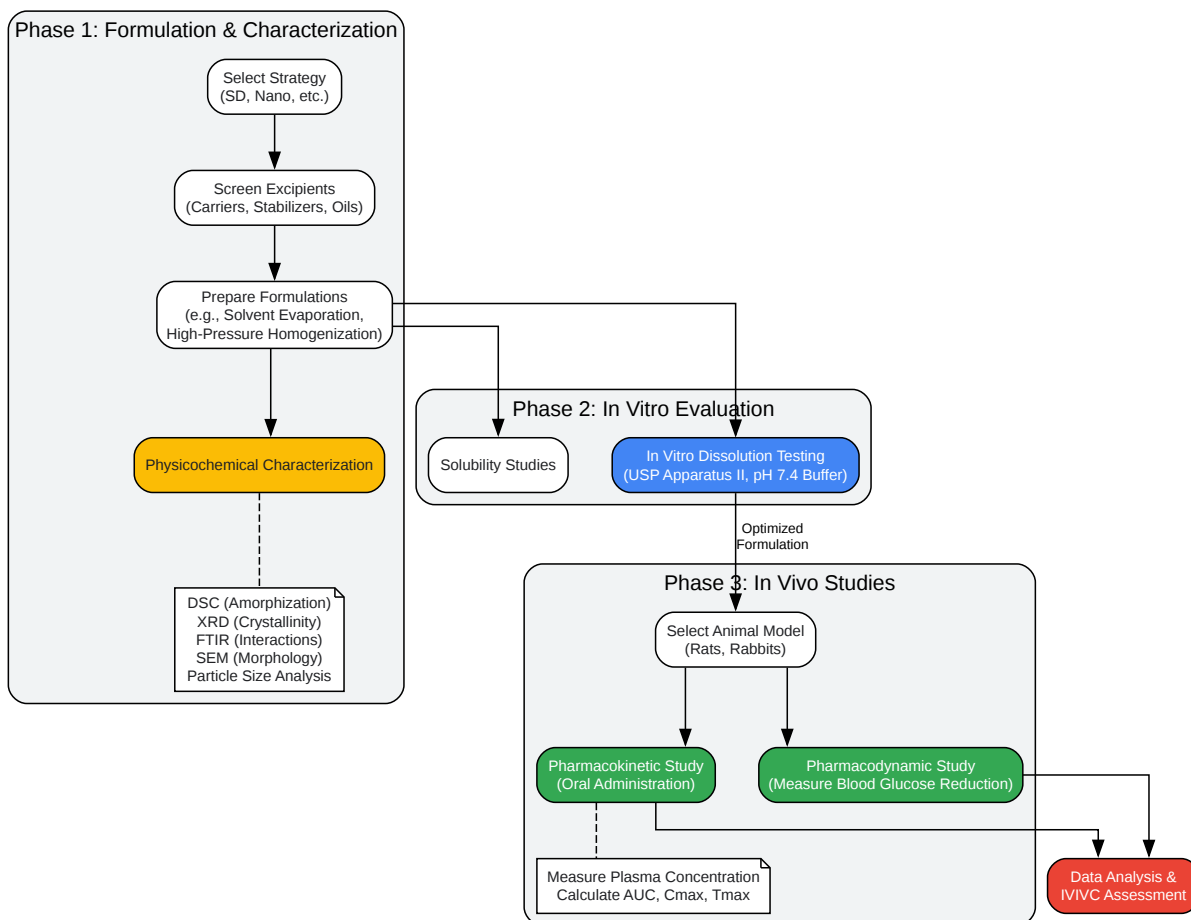 Phase 1: Formulation & Characterization
Select Strategy
(SD, Nano, etc.)
Screen Excipients
(Carriers, Stabilizers, Oils)
Prepare Formulations
(e.g., Solvent Evaporation,
High-Pressure Homogenization)
Physicochemical Characterization
DSC (Amorphization)
XRD (Crystallinity)
FTIR (Interactions)
SEM (Morphology)
Particle Size Analysis
Phase 2: In Vitro Evaluation
Solubility Studies
In Vitro Dissolution Testing
(USP Apparatus II, pH 7.4 Buffer)
Optimized
Formulation
Phase 3: In Vivo Studies
Select Animal Model
(Rats, Rabbits)
Pharmacokinetic Study
(Oral Administration)
Pharmacodynamic Study
(Measure Blood Glucose Reduction)
Measure Plasma Concentration
Calculate AUC, Cmax, Tmax
Data Analysis &
IVIVC Assessment